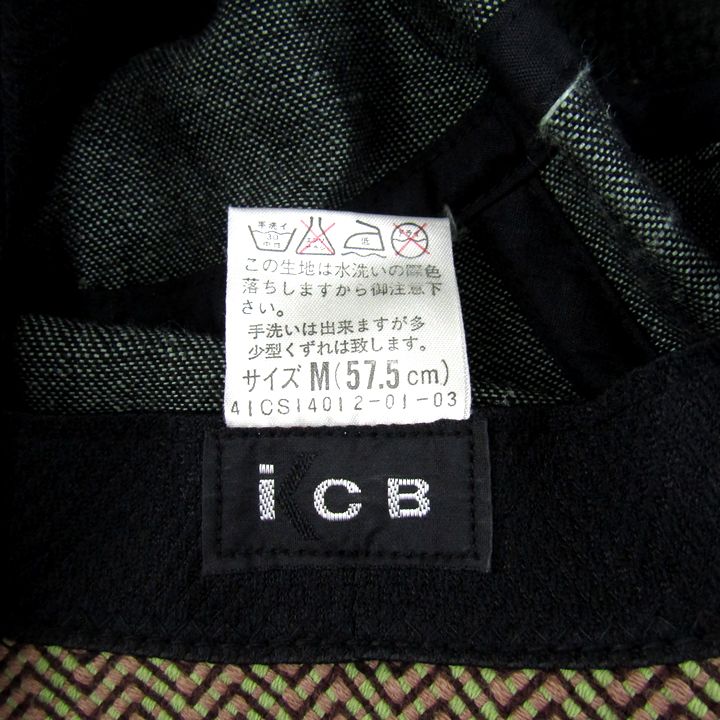 手洗イ
30
中性
低
この生地は水洗いの際色
落ちしますから御注意下
さい。
手洗いは出来ますが多
少型くずれは致します。
サイズ M(57.5cm)
41CS14012-01-03
iCB